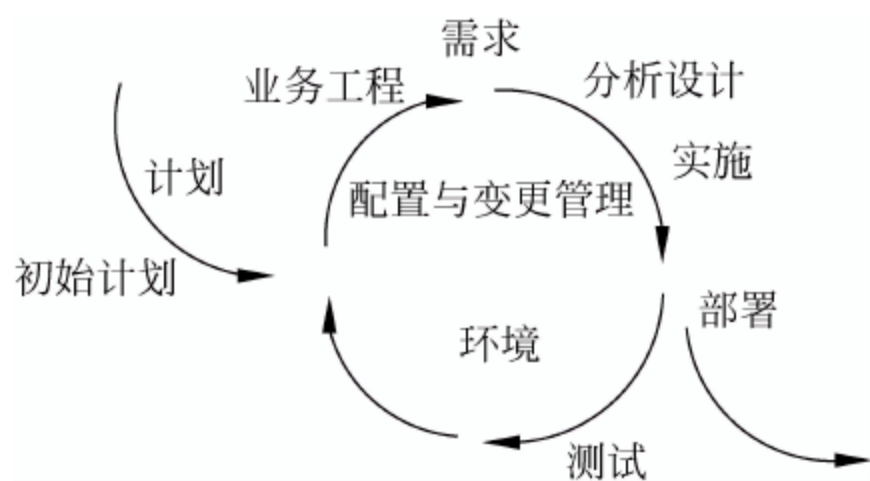 需求
业务工程
分析设计
实施
计划
配置与变更管理
初始计划
部署
环境
测试